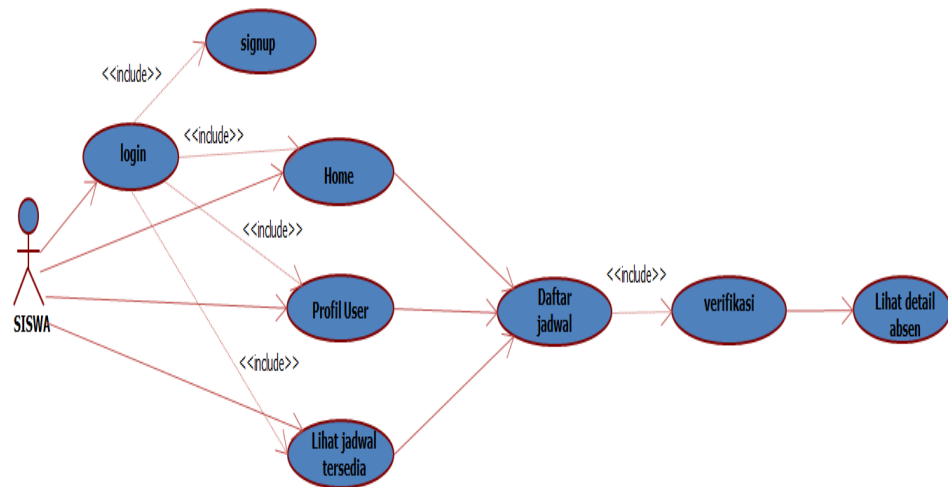 signup
<<include>>
login
<<include>>
Home
<<include>>
SISWA
Profil User
Daftar
jadwal
<<include>>
verifikasi
Lihat detail
absen
<<include>>
Lihat jadwal
tersedia